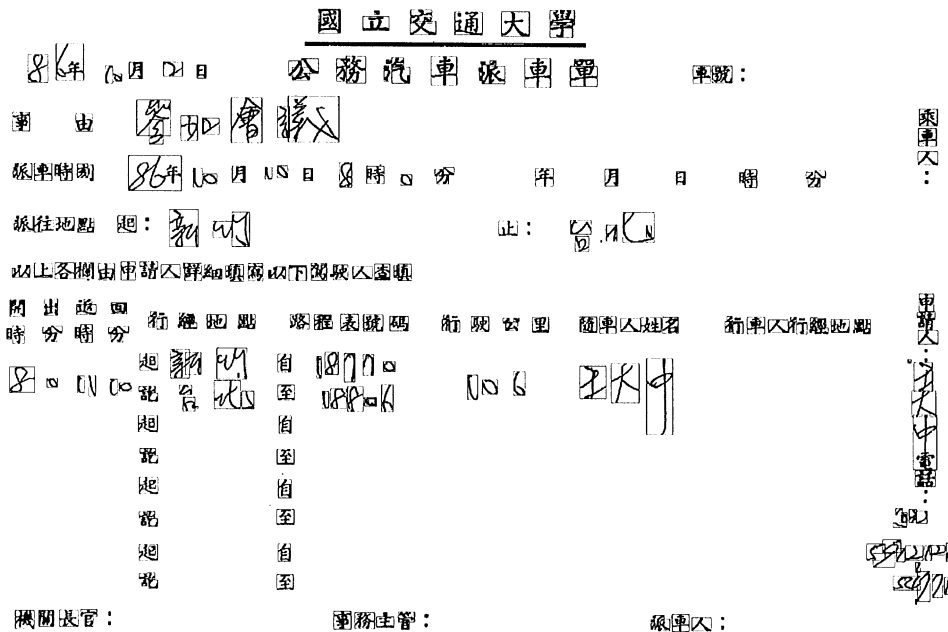 國立交通大學
86年 10月 12日 公務汽車派車單 車號：
事由 參加會議 乘車人：
派車時間 86年10月10日8時0分 年 月 日 時 分
派往地點 起：新竹 止：台北
以上各欄由申請人詳細填寫以下駕駛人查填
開出返回 行經地點 路程表號碼 行駛公里 隨車人姓名 行車人行經地點 申請人：王大中
時分時分
起 新竹 自 18770
8 0 訖 台北 至 18806 106 王大中
起 自
訖 至 電話：
起 自
訖 至
起 自
訖 至
機關長官： 事務主管： 派車人：